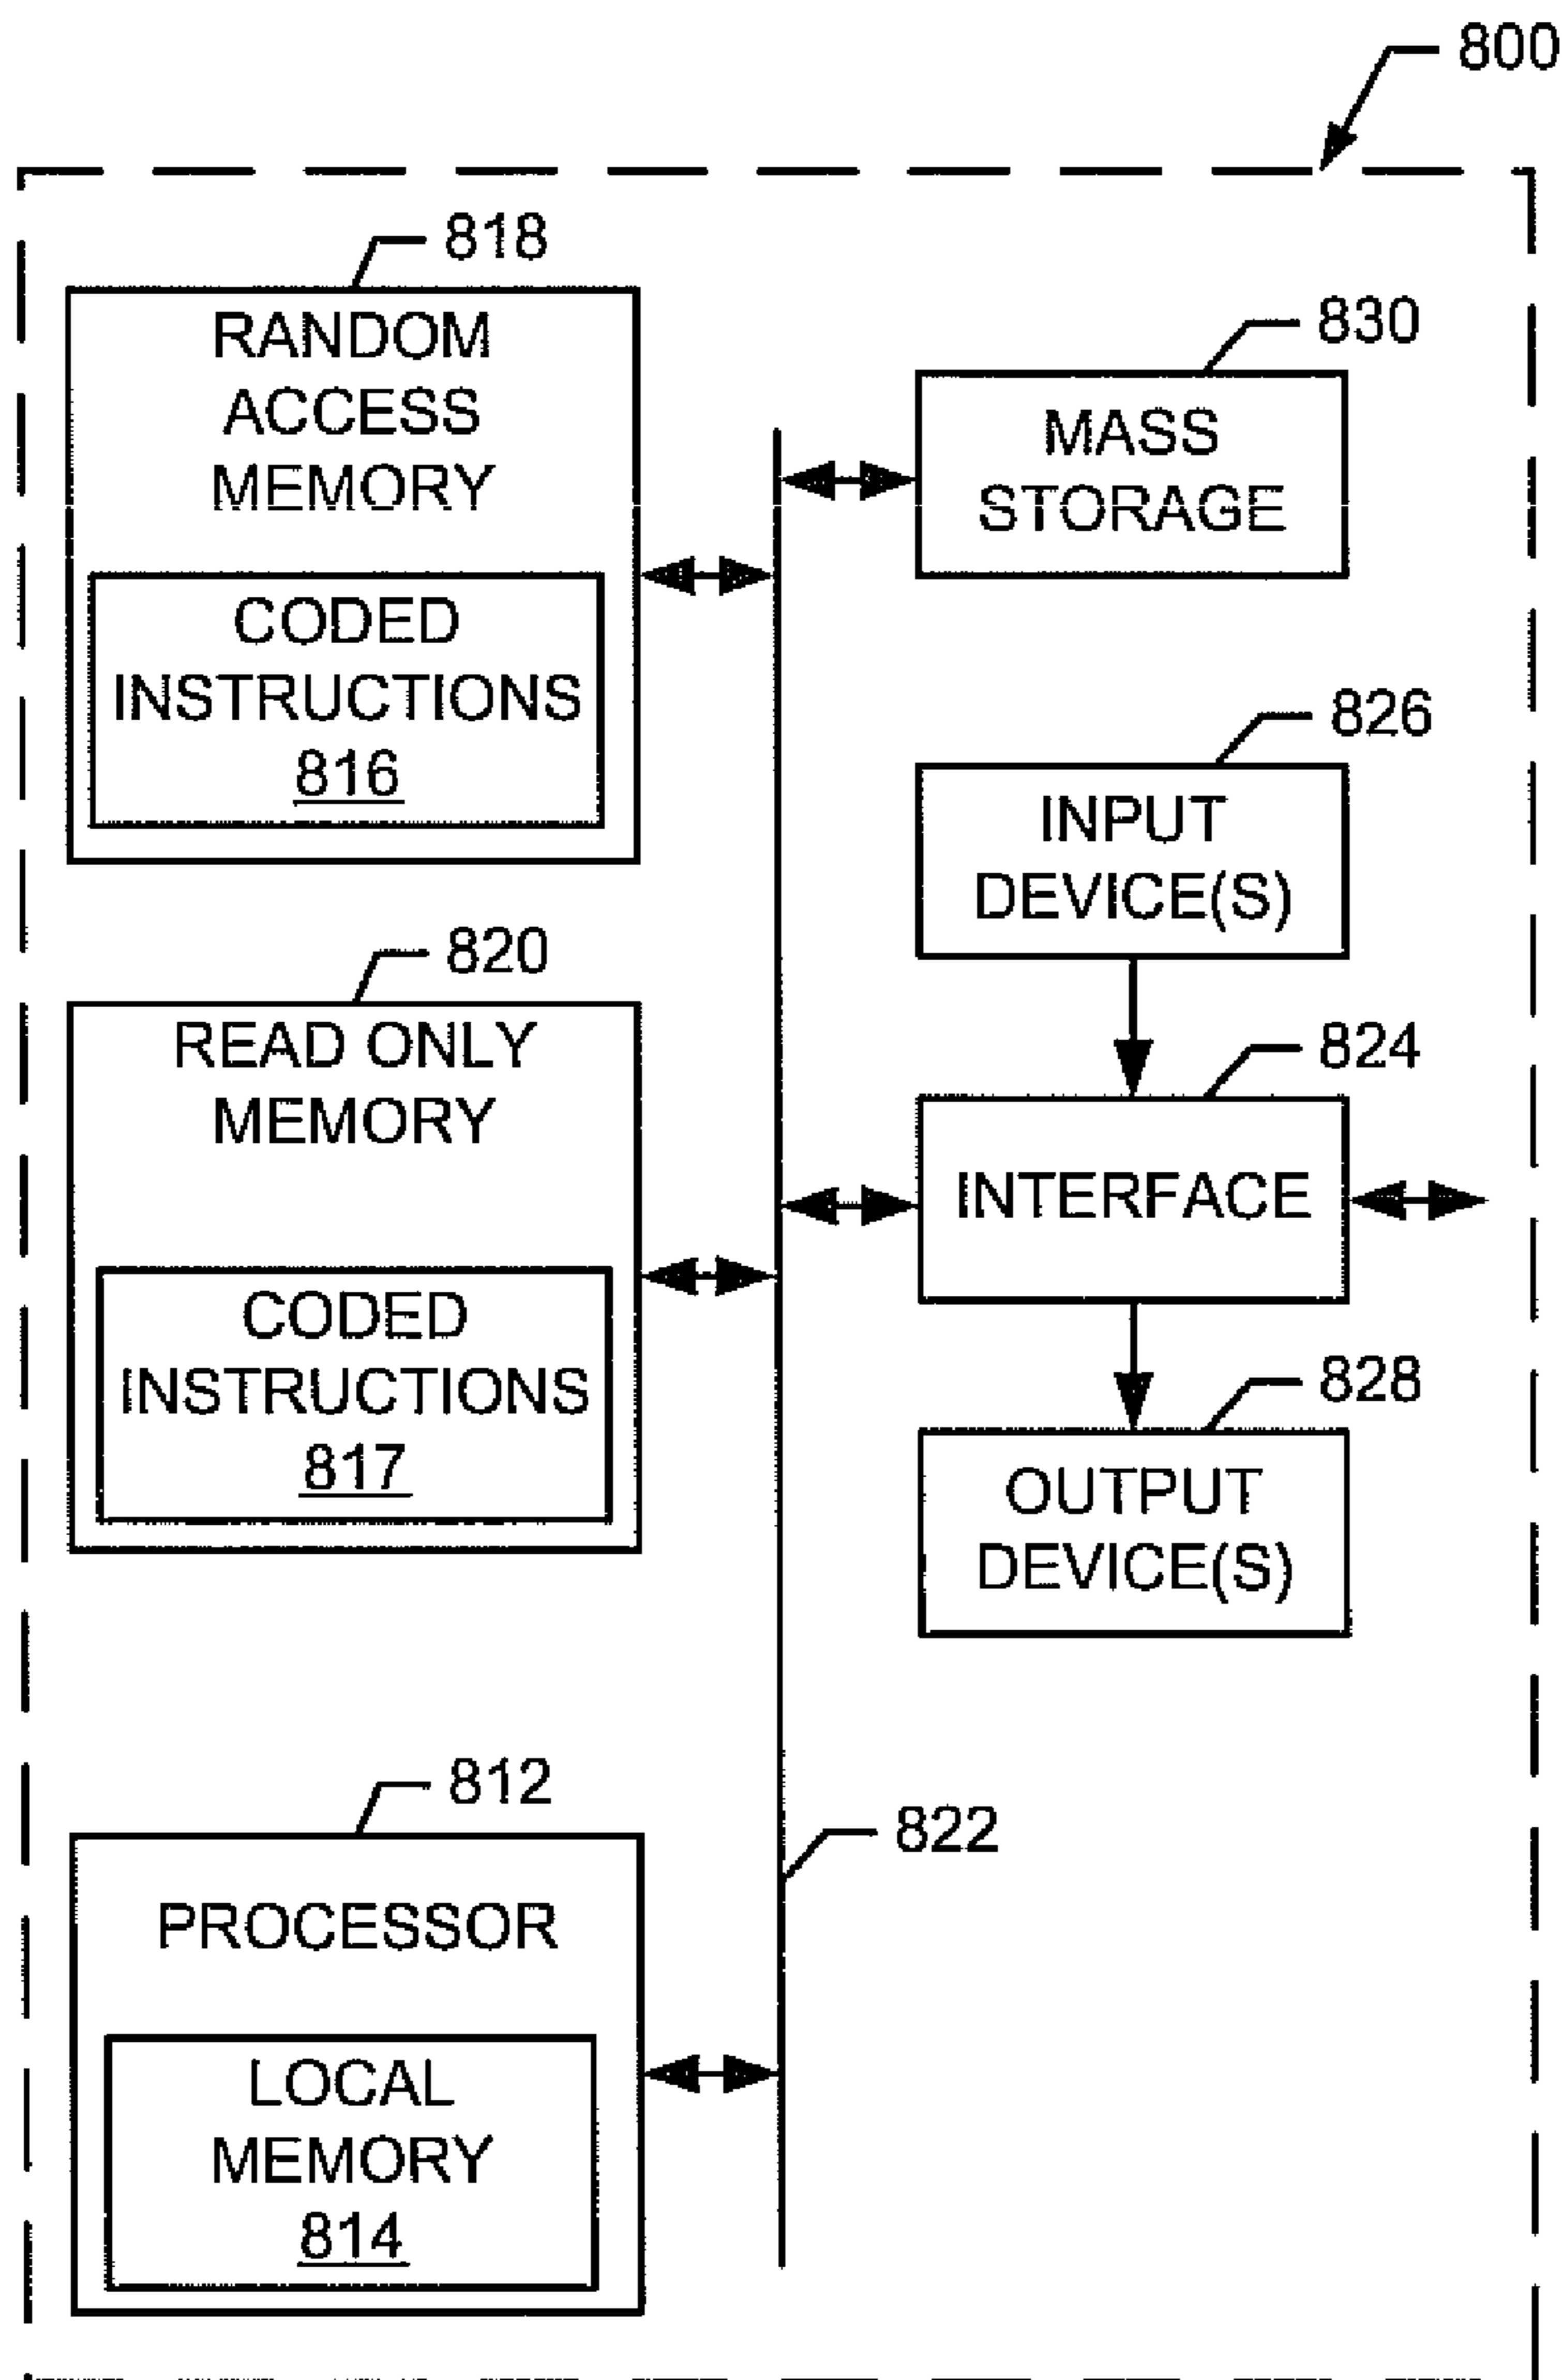 800
818
RANDOM
ACCESS
MEMORY
CODED
INSTRUCTIONS
816
830
MASS
STORAGE
826
INPUT
DEVICE(S)
820
READ ONLY
MEMORY
CODED
INSTRUCTIONS
817
824
INTERFACE
828
OUTPUT
DEVICE(S)
812
PROCESSOR
LOCAL
MEMORY
814
822